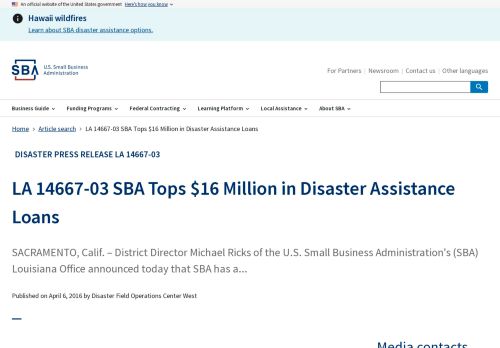 An official website of the United States government Here's how you know
Hawaii wildfires
Learn about SBA disaster assistance options.
SBA U.S. Small Business
Administration
For Partners Newsroom Contact us Other languages
Business Guide Funding Programs Federal Contracting Learning Platform Local Assistance About SBA
Home Article search LA 14667-03 SBA Tops $16 Million in Disaster Assistance Loans
DISASTER PRESS RELEASE LA 14667-03
LA 14667-03 SBA Tops $16 Million in Disaster Assistance
Loans
SACRAMENTO, Calif. – District Director Michael Ricks of the U.S. Small Business Administration's (SBA)
Louisiana Office announced today that SBA has a...
Published on April 6, 2016 by Disaster Field Operations Center West
Media contacts